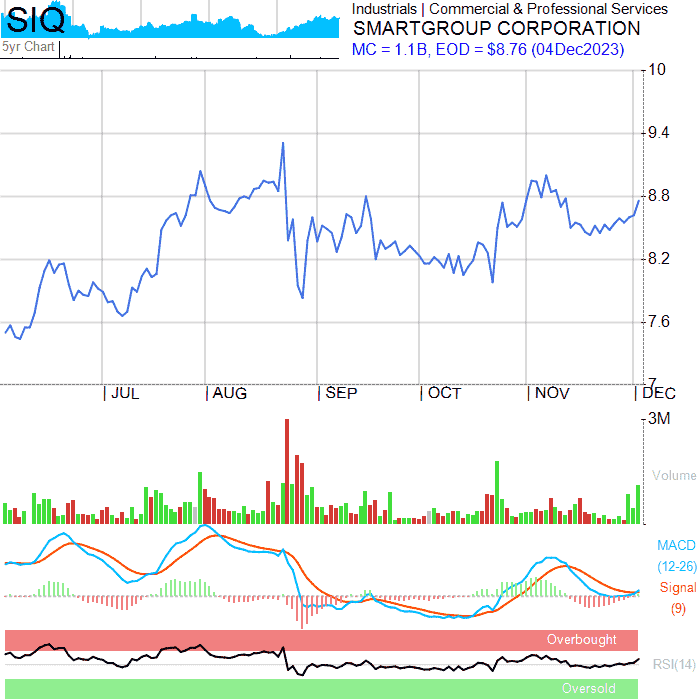 SIQ
5yr Chart
Industrials | Commercial & Professional Services
SMARTGROUP CORPORATION
MC = 1.1B, EOD = $8.76 (04Dec2023)
10
9.4
8.8
8.2
7.6
7
JUL AUG SEP OCT NOV DEC
3M
Volume
MACD
(12-26)
Signal
(9)
Overbought
RSI(14)
Oversold